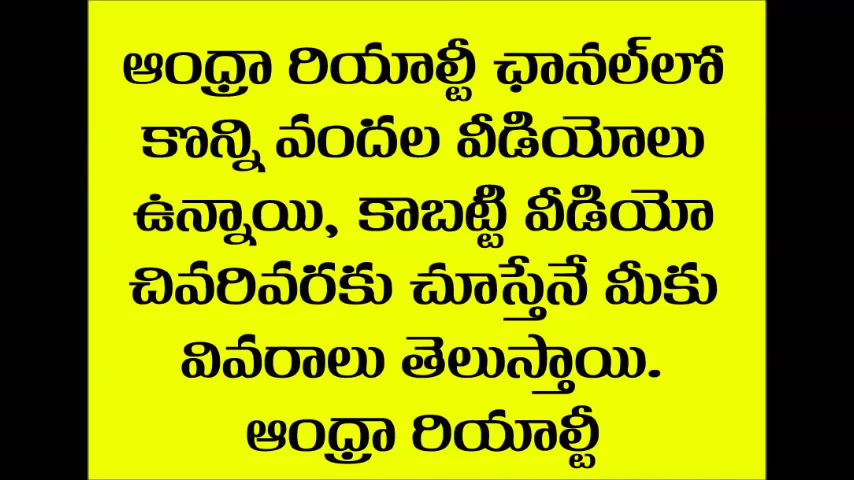 ఆంధ్రా రియాల్టీ ఛానల్‌లో
కొన్ని వందల వీడియోలు
ఉన్నాయి, కాబట్టి వీడియో
చివరివరకు చూస్తేనే మీకు
వివరాలు తెలుస్తాయి.
ఆంధ్రా రియాల్టీ